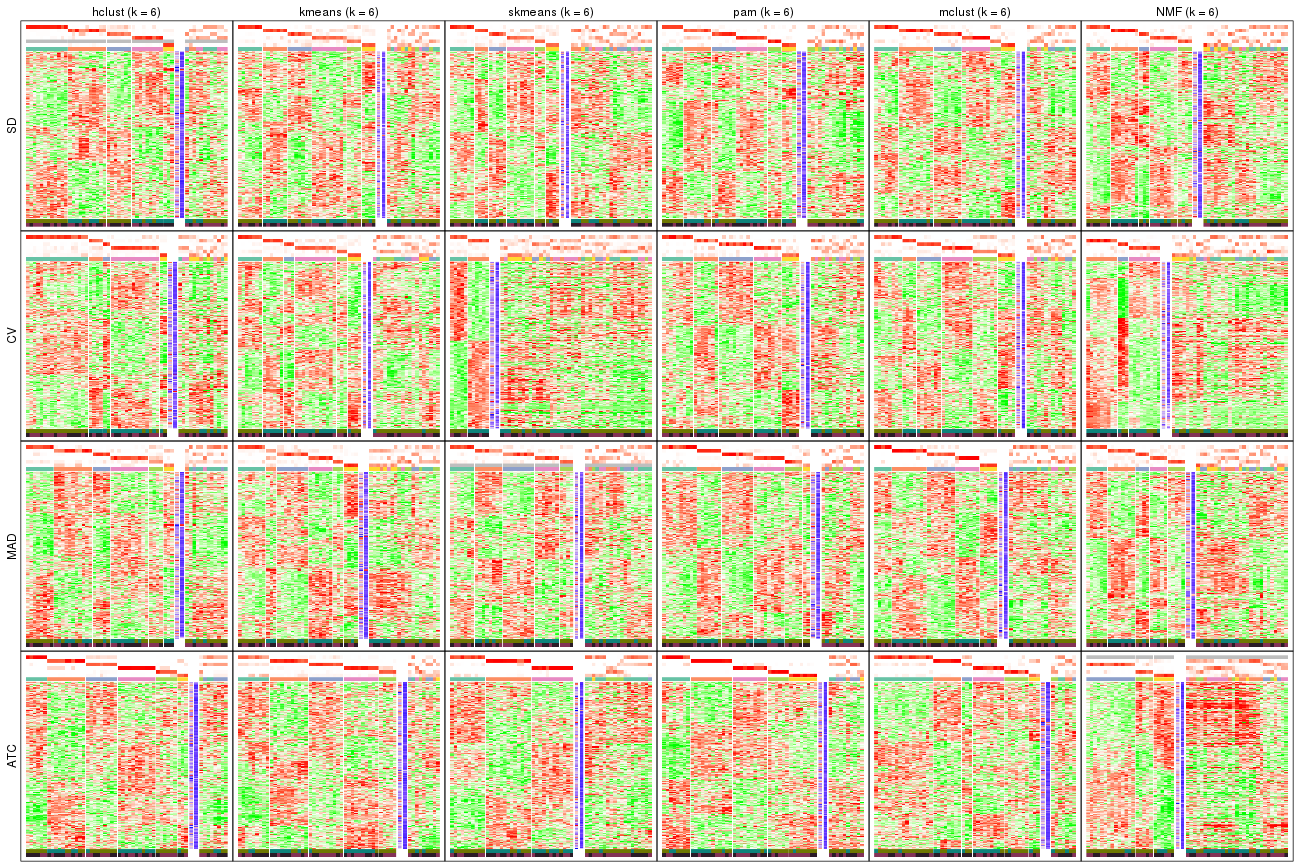 hclust (k = 6) kmeans (k = 6) skmeans (k = 6) pam (k = 6) mclust (k = 6) NMF (k = 6)
SD
CV
MAD
ATC